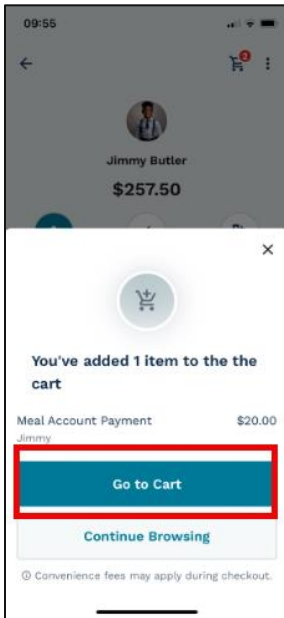 09:55
2
Jimmy Butler
$257.50
You've added 1 item to the the
cart
Meal Account Payment $20.00
Jimmy
Go to Cart
Continue Browsing
Convenience fees may apply during checkout.